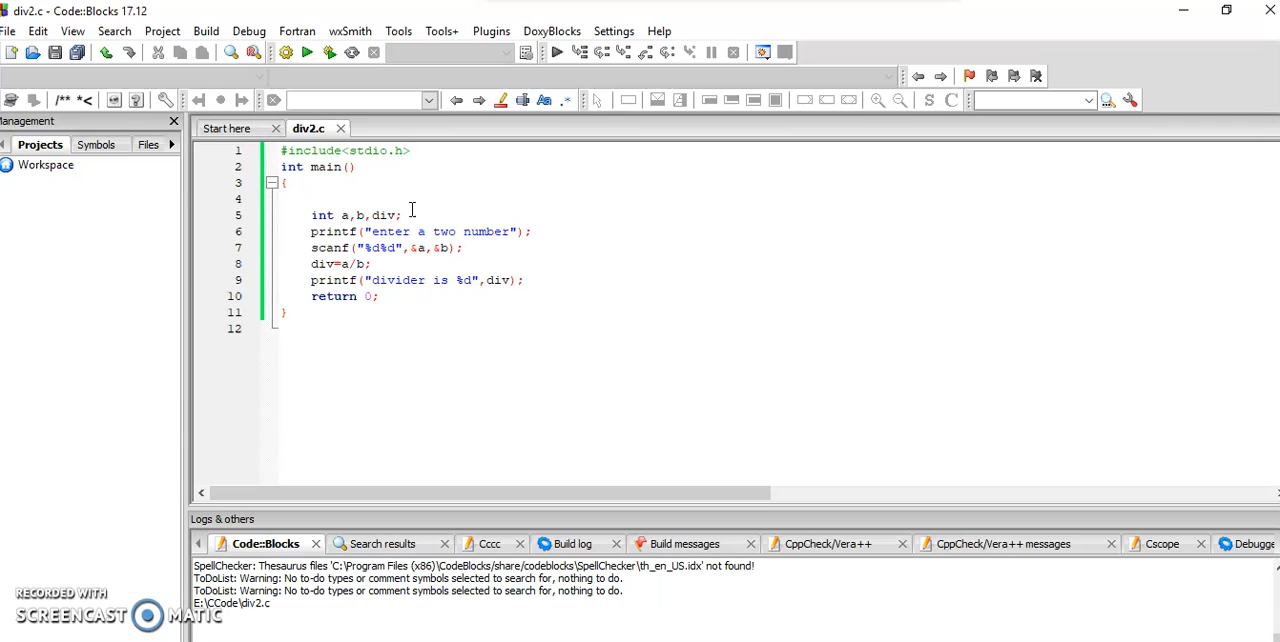 div2.c - Code::Blocks 17.12
File Edit View Search Project Build Debug Fortran wxSmith Tools Tools+ Plugins DoxyBlocks Settings Help
/** *<
Aa .*
S C
anagement
Start here div2.c
Projects Symbols Files
Workspace
1 #include<stdio.h>
2 int main()
3 {
4
5 int a,b,div;
6 printf("enter a two number");
7 scanf("%d%d",&a,&b);
8 div=a/b;
9 printf("divider is %d",div);
10 return 0;
11 }
12
Logs & others
Code::Blocks Search results Cccc Build log Build messages CppCheck/Vera++ CppCheck/Vera++ messages Cscope Debugge
SpellChecker: Thesaurus files 'C:\Program Files (x86)\CodeBlocks/share/codeblocks\SpellChecker\th_en_US.idx' not found!
ToDoList: Warning: No to-do types or comment symbols selected to search for, nothing to do.
ToDoList: Warning: No to-do types or comment symbols selected to search for, nothing to do.
E:\CCode\div2.c
RECORDED WITH
SCREENCAST MATIC